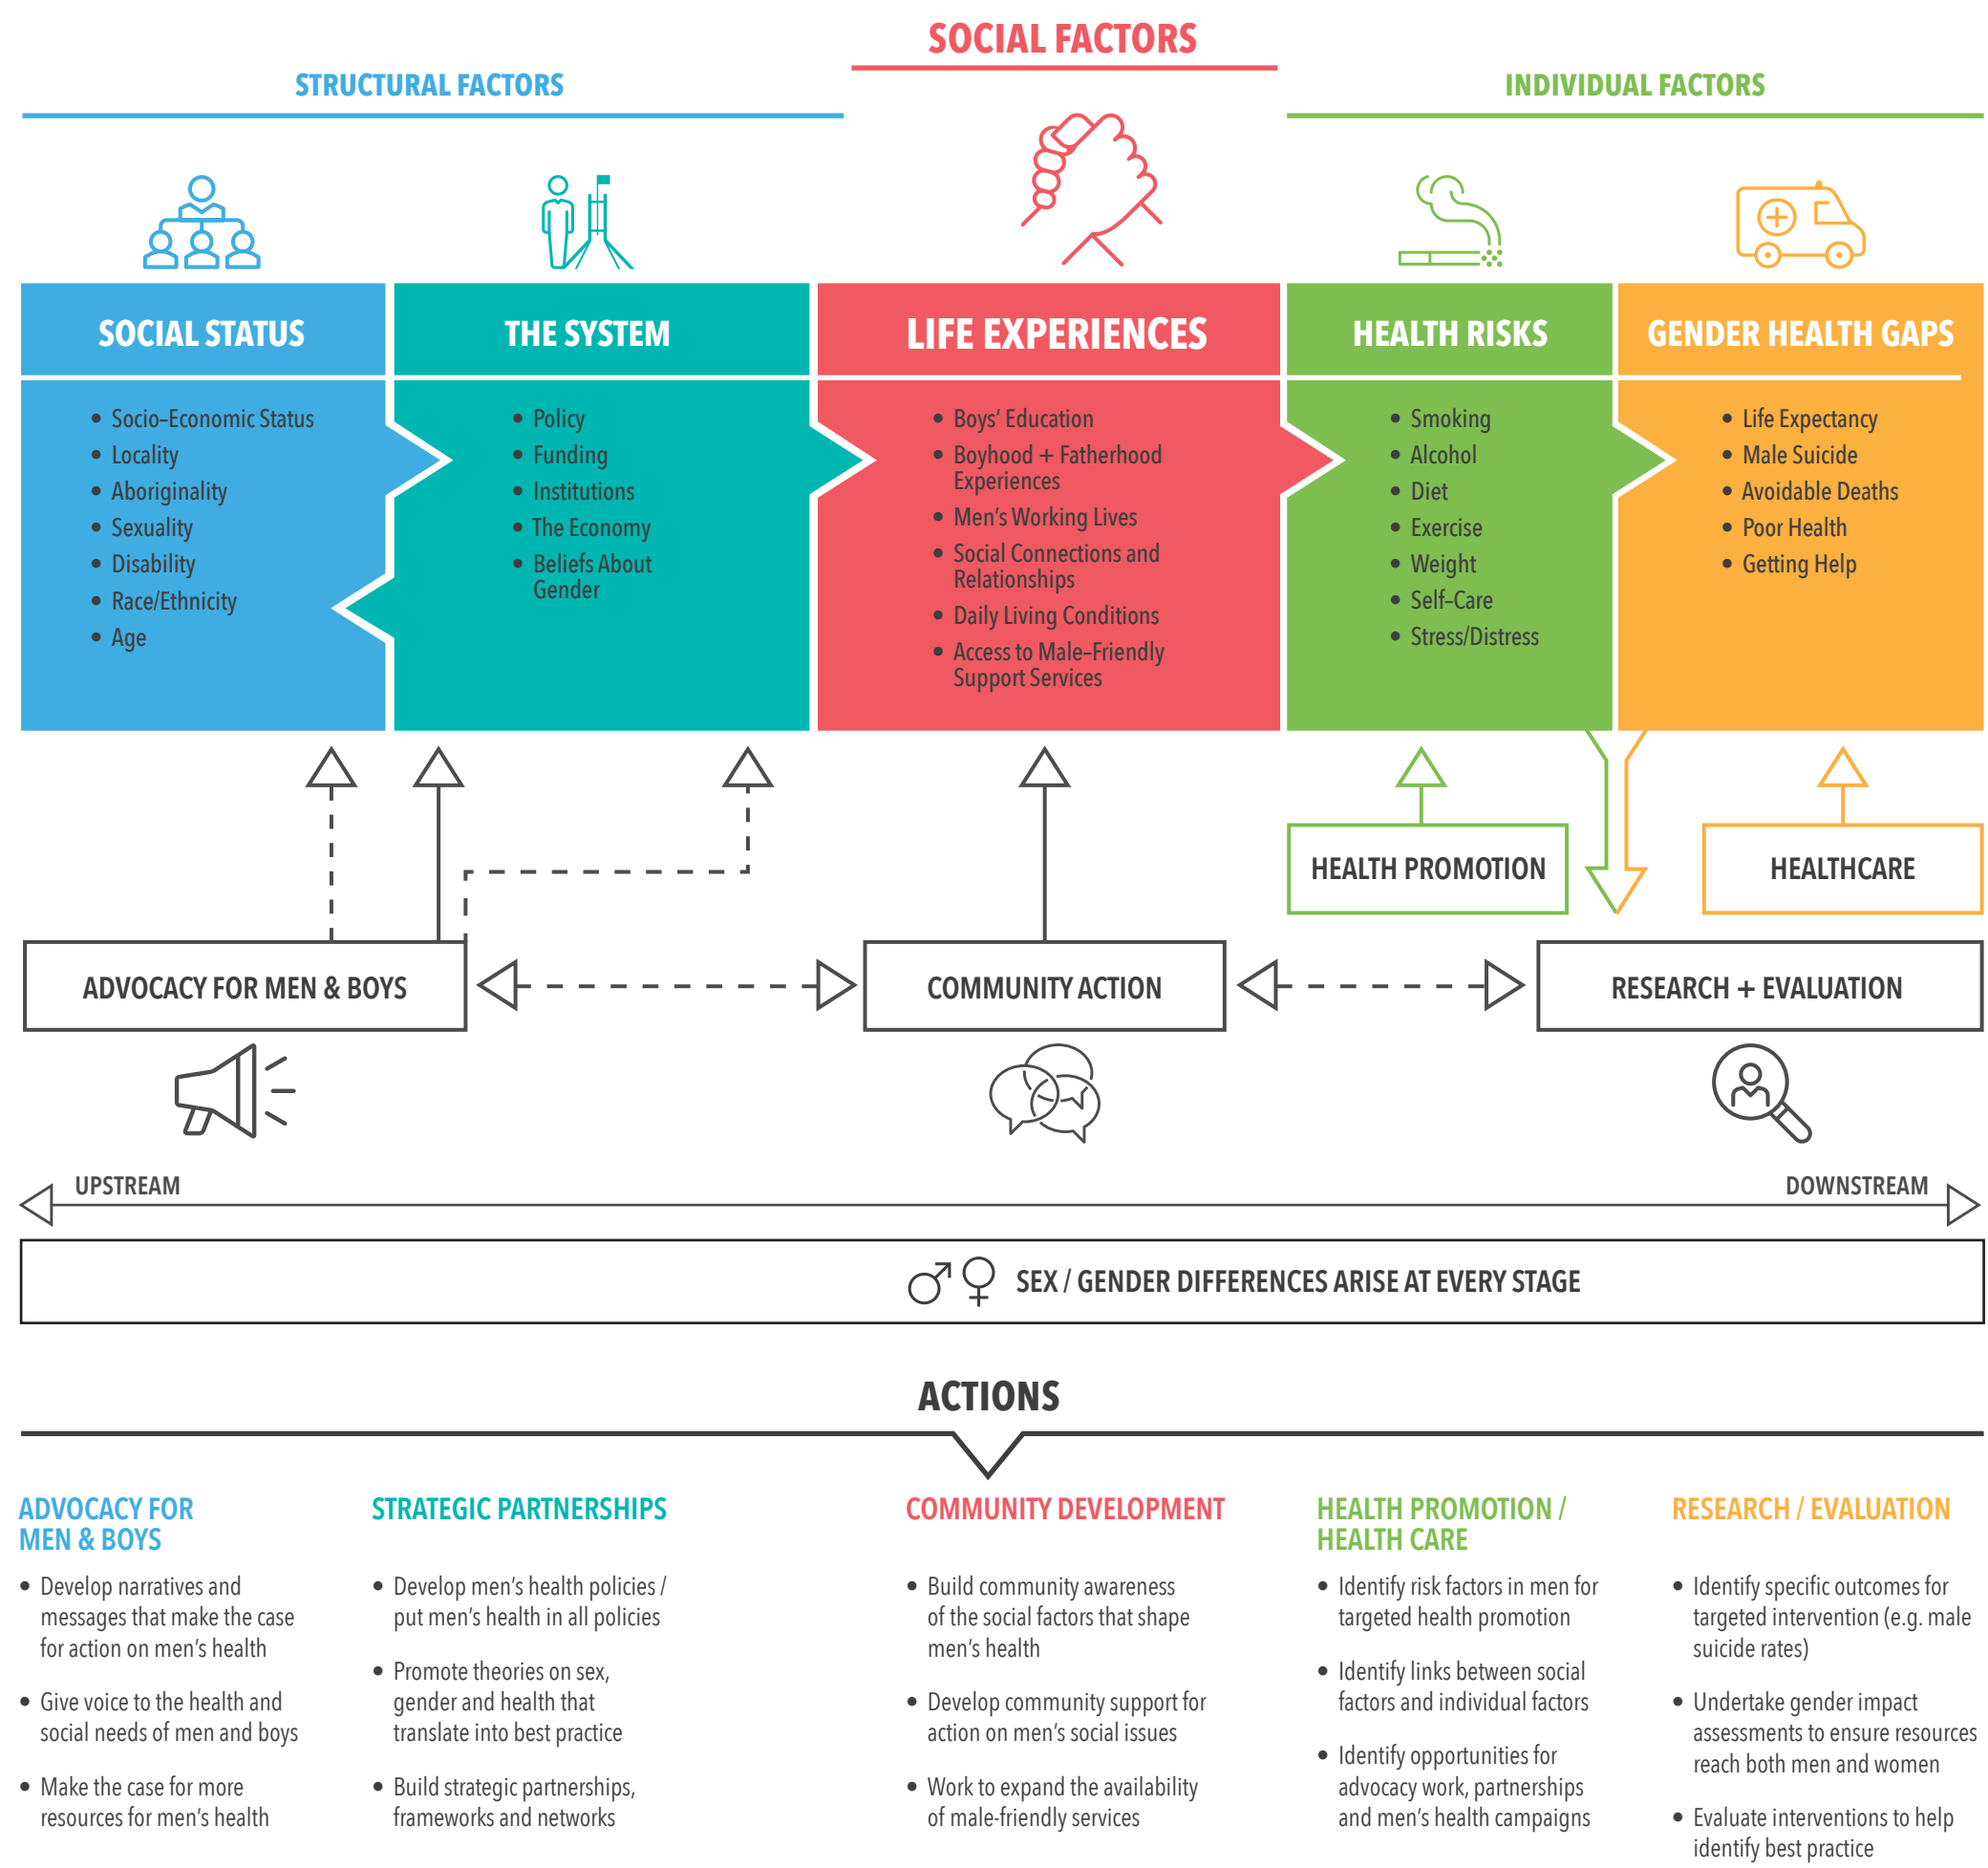 SOCIAL FACTORS
STRUCTURAL FACTORS
INDIVIDUAL FACTORS
SOCIAL STATUS
• Socio-Economic Status
• Locality
• Aboriginality
• Sexuality
• Disability
• Race/Ethnicity
• Age
THE SYSTEM
• Policy
• Funding
• Institutions
• The Economy
• Beliefs About
Gender
LIFE EXPERIENCES
• Boys’ Education
• Boyhood + Fatherhood
Experiences
• Men’s Working Lives
• Social Connections and
Relationships
• Daily Living Conditions
• Access to Male-Friendly
Support Services
HEALTH RISKS
• Smoking
• Alcohol
• Diet
• Exercise
• Weight
• Self-Care
• Stress/Distress
GENDER HEALTH GAPS
• Life Expectancy
• Male Suicide
• Avoidable Deaths
• Poor Health
• Getting Help
HEALTH PROMOTION
HEALTHCARE
ADVOCACY FOR MEN & BOYS
COMMUNITY ACTION
RESEARCH + EVALUATION
UPSTREAM
DOWNSTREAM
SEX / GENDER DIFFERENCES ARISE AT EVERY STAGE
ACTIONS
ADVOCACY FOR
MEN & BOYS
• Develop narratives and
messages that make the case
for action on men’s health
• Give voice to the health and
social needs of men and boys
• Make the case for more
resources for men’s health
STRATEGIC PARTNERSHIPS
• Develop men’s health policies /
put men’s health in all policies
• Promote theories on sex,
gender and health that
translate into best practice
• Build strategic partnerships,
frameworks and networks
COMMUNITY DEVELOPMENT
• Build community awareness
of the social factors that shape
men’s health
• Develop community support for
action on men’s social issues
• Work to expand the availability
of male-friendly services
HEALTH PROMOTION /
HEALTH CARE
• Identify risk factors in men for
targeted health promotion
• Identify links between social
factors and individual factors
• Identify opportunities for
advocacy work, partnerships
and men’s health campaigns
RESEARCH / EVALUATION
• Identify specific outcomes for
targeted intervention (e.g. male
suicide rates)
• Undertake gender impact
assessments to ensure resources
reach both men and women
• Evaluate interventions to help
identify best practice